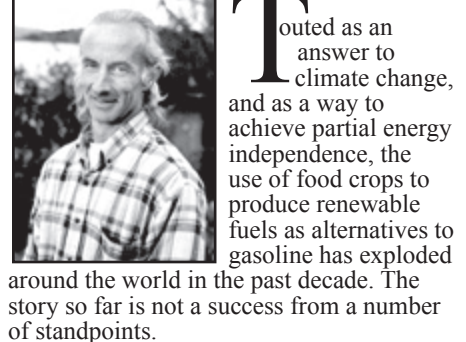 Touted as an
answer to
climate change,
and as a way to
achieve partial energy
independence, the
use of food crops to
produce renewable
fuels as alternatives to
gasoline has exploded
around the world in the past decade. The
story so far is not a success from a number
of standpoints.